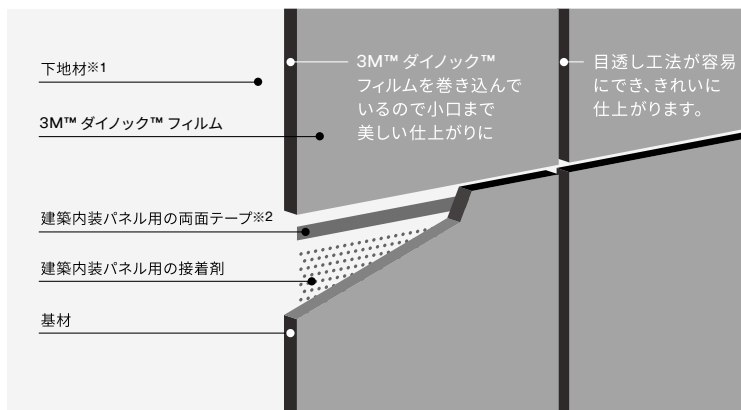 下地材※1
3M™ ダイノック™ フィルム
建築内装パネル用の両面テープ※2
建築内装パネル用の接着剤
基材
3M™ ダイノック™
フィルムを巻き込んで
いるので小口まで
美しい仕上がりに
目透し工法が容易
にでき、きれいに
仕上がります。